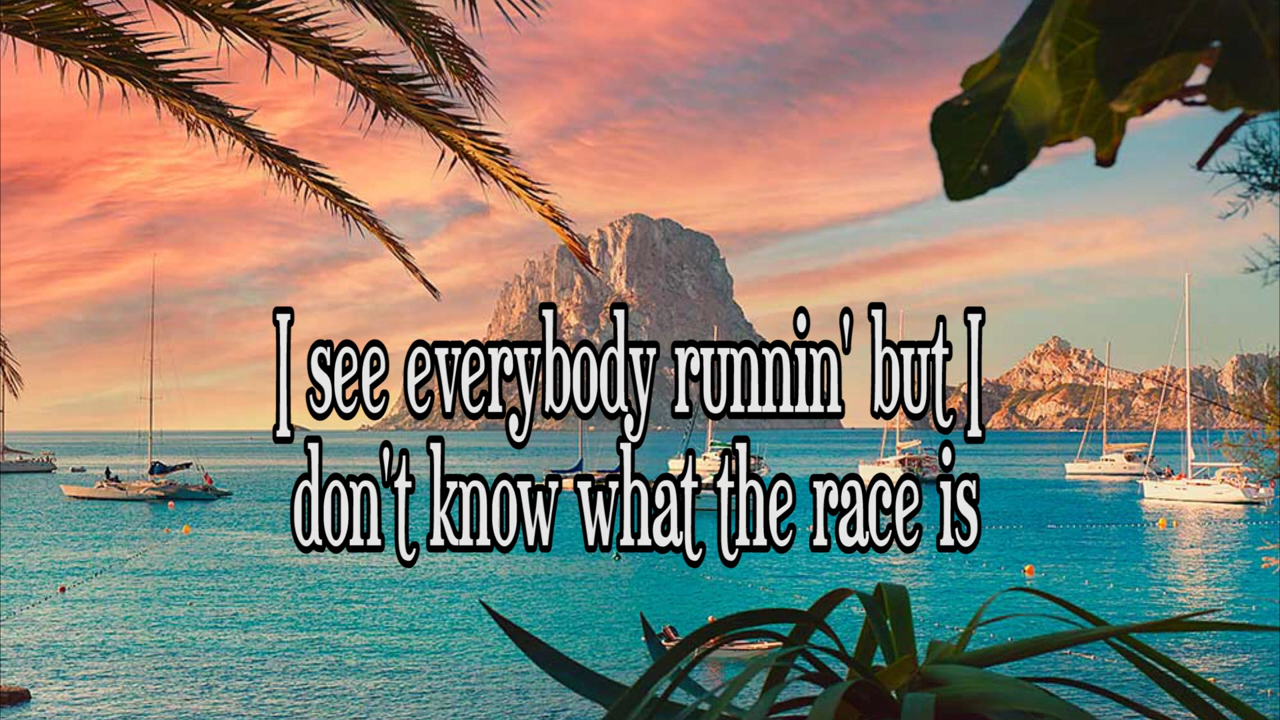 I see everybody runnin' but I
don't know what the race is